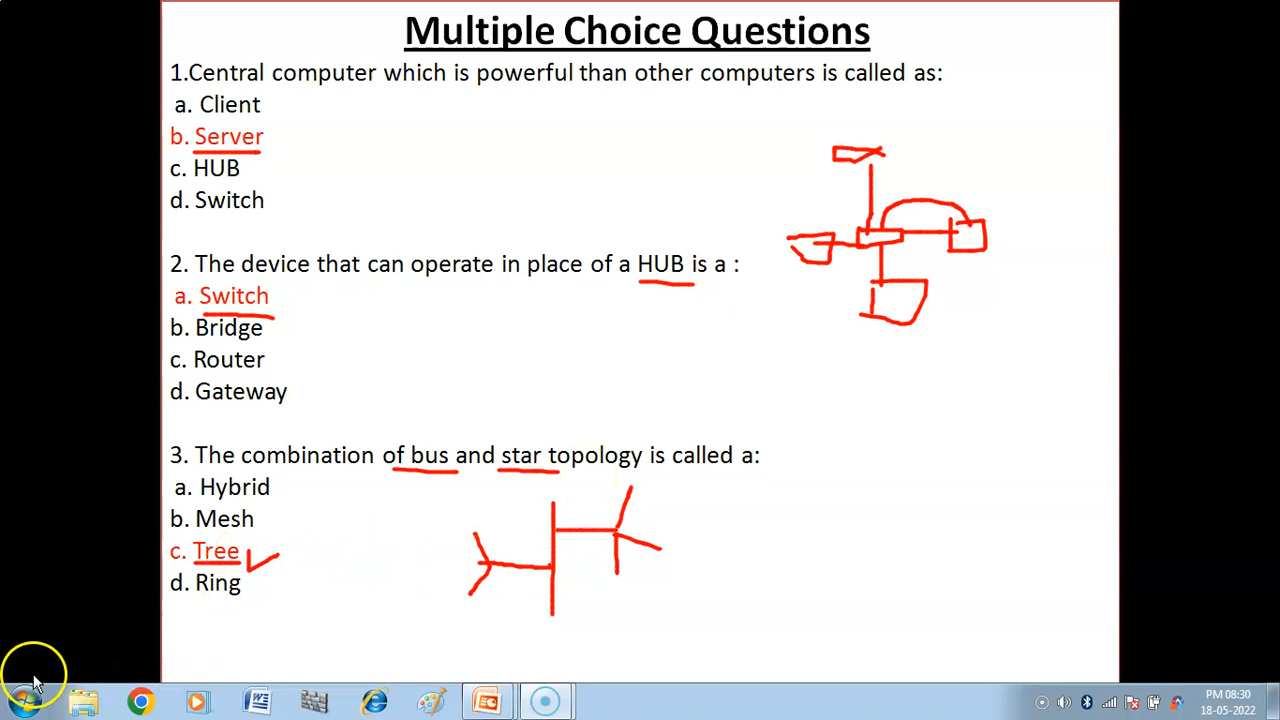 Multiple Choice Questions
1.Central computer which is powerful than other computers is called as:
a. Client
b. Server
c. HUB
d. Switch
2. The device that can operate in place of a HUB is a :
a. Switch
b. Bridge
c. Router
d. Gateway
3. The combination of bus and star topology is called a:
a. Hybrid
b. Mesh
c. Tree
d. Ring
PM 08:30
18-05-2022